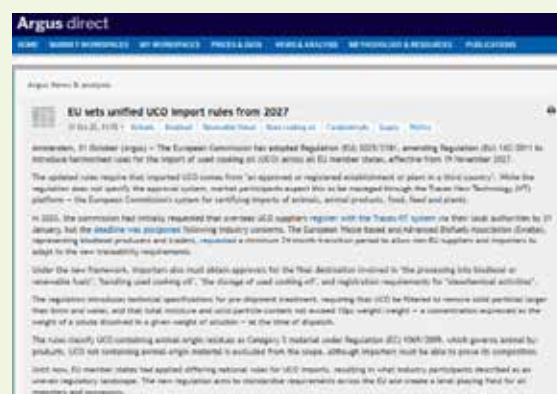 Argus direct
HOME MARKET WORKSPACES MY WORKSPACES PRICES & DATA NEWS & ANALYSIS METHODOLOGY & RESOURCES PUBLICATIONS
Argus News & analysis
EU sets unified UCO import rules from 2027
Amsterdam, 31 October (Argus) — The European Commission has adopted Regulation (EU) amending Regulation (EU) 142/2011 to
introduce harmonised rules for the import of used cooking oil (UCO) across all EU member states, effective from 19 November 2027.
The updated rules require that imported UCO comes from "an approved or registered establishment or plant in a third country". While the
regulation does not specify the approval system, market participants expect this to be managed through the Traces New Technology (NT)
platform — the European Commission's system for certifying imports of animals, animal products, food, feed and plants.
the commission had initially requested that overseas UCO suppliers register with the Traces NT system via their local authorities by 31
January, but the deadline was postponed following industry concerns. The European Waste-based and Advanced Biofuels Association (Ewaba),
representing biodiesel producers and traders, requested a minimum 24-month transition period to allow non-EU suppliers and importers to
adapt to the new traceability requirements.
Under the new framework, importers also must obtain approvals for the final destination involved in "the processing into biodiesel or
renewable fuels", "handling used cooking oil", "the storage of used cooking oil", and registration requirements for "oleochemical activities".
The regulation introduces technical specifications for pre-shipment treatment, requiring that UCO be filtered to remove solid particles larger
than and water, and that total moisture and solid particle content not exceed weight/weight — a concentration expressed as the
weight of a solute dissolved in a given weight of solution — at the time of dispatch.
The rules classify UCO containing animal origin residues as Category 3 material under Regulation (EC) 1069/2009, which governs animal by-
products. UCO not containing animal-origin material is excluded from the scope, although importers must be able to prove its composition.
Until now, EU member states had applied differing national rules for UCO imports, resulting in what industry participants described as an
uneven regulatory landscape. The new regulation aims to standardise requirements across the EU and create a level playing field for all
importers and processors.